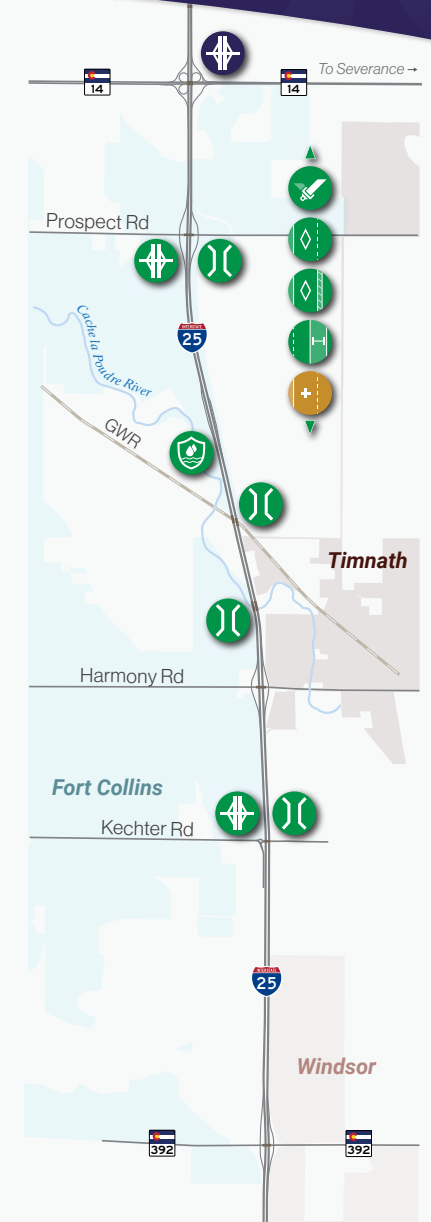 14
14
To Severance →
Prospect Rd
INTERSTATE
25
Cache la Poudre River
GWR
Timnath
Harmony Rd
Fort Collins
Kechter Rd
INTERSTATE
25
Windsor
392
392